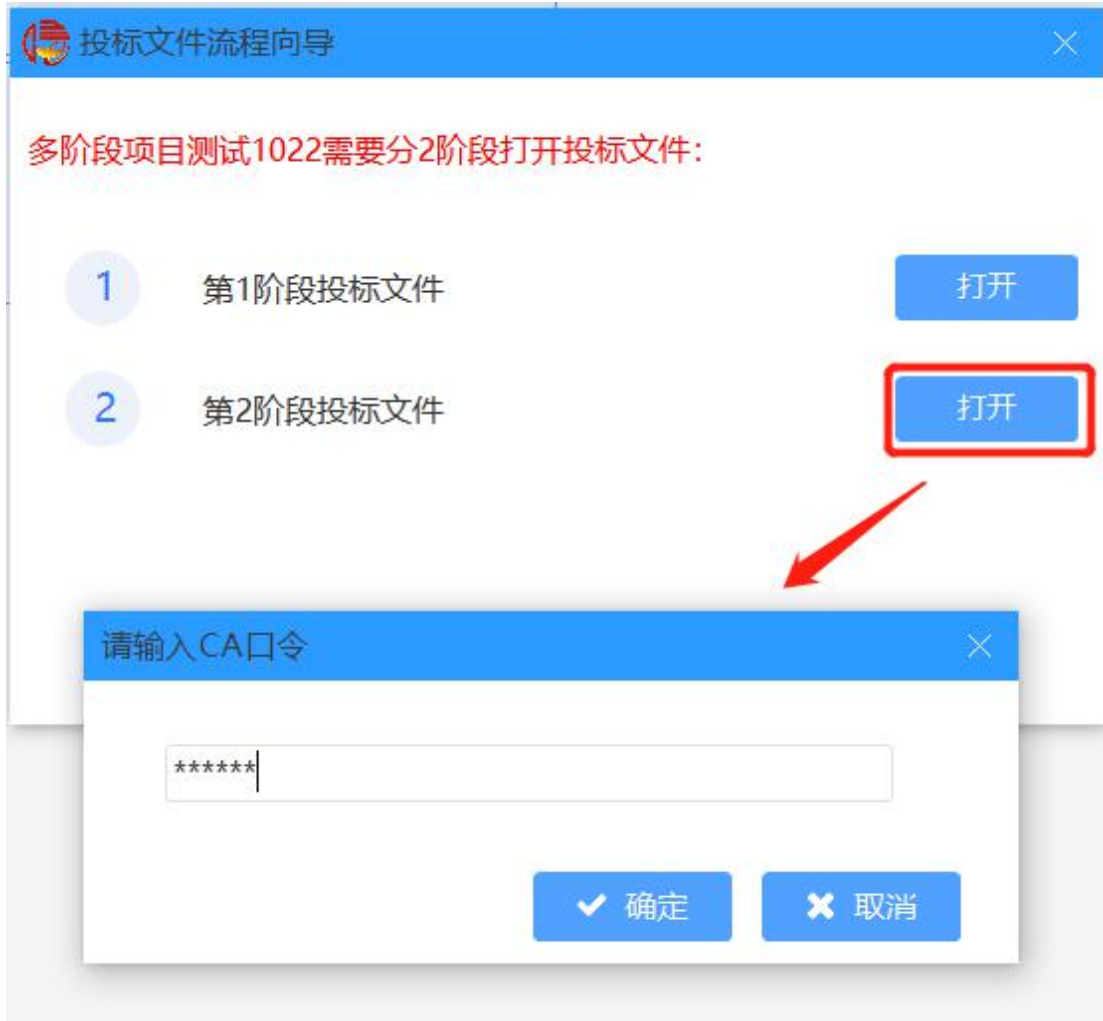 投标文件流程向导
多阶段项目测试1022需要分2阶段打开投标文件：
1 第1阶段投标文件 打开
2 第2阶段投标文件 打开
请输入CA口令
******
确定 取消